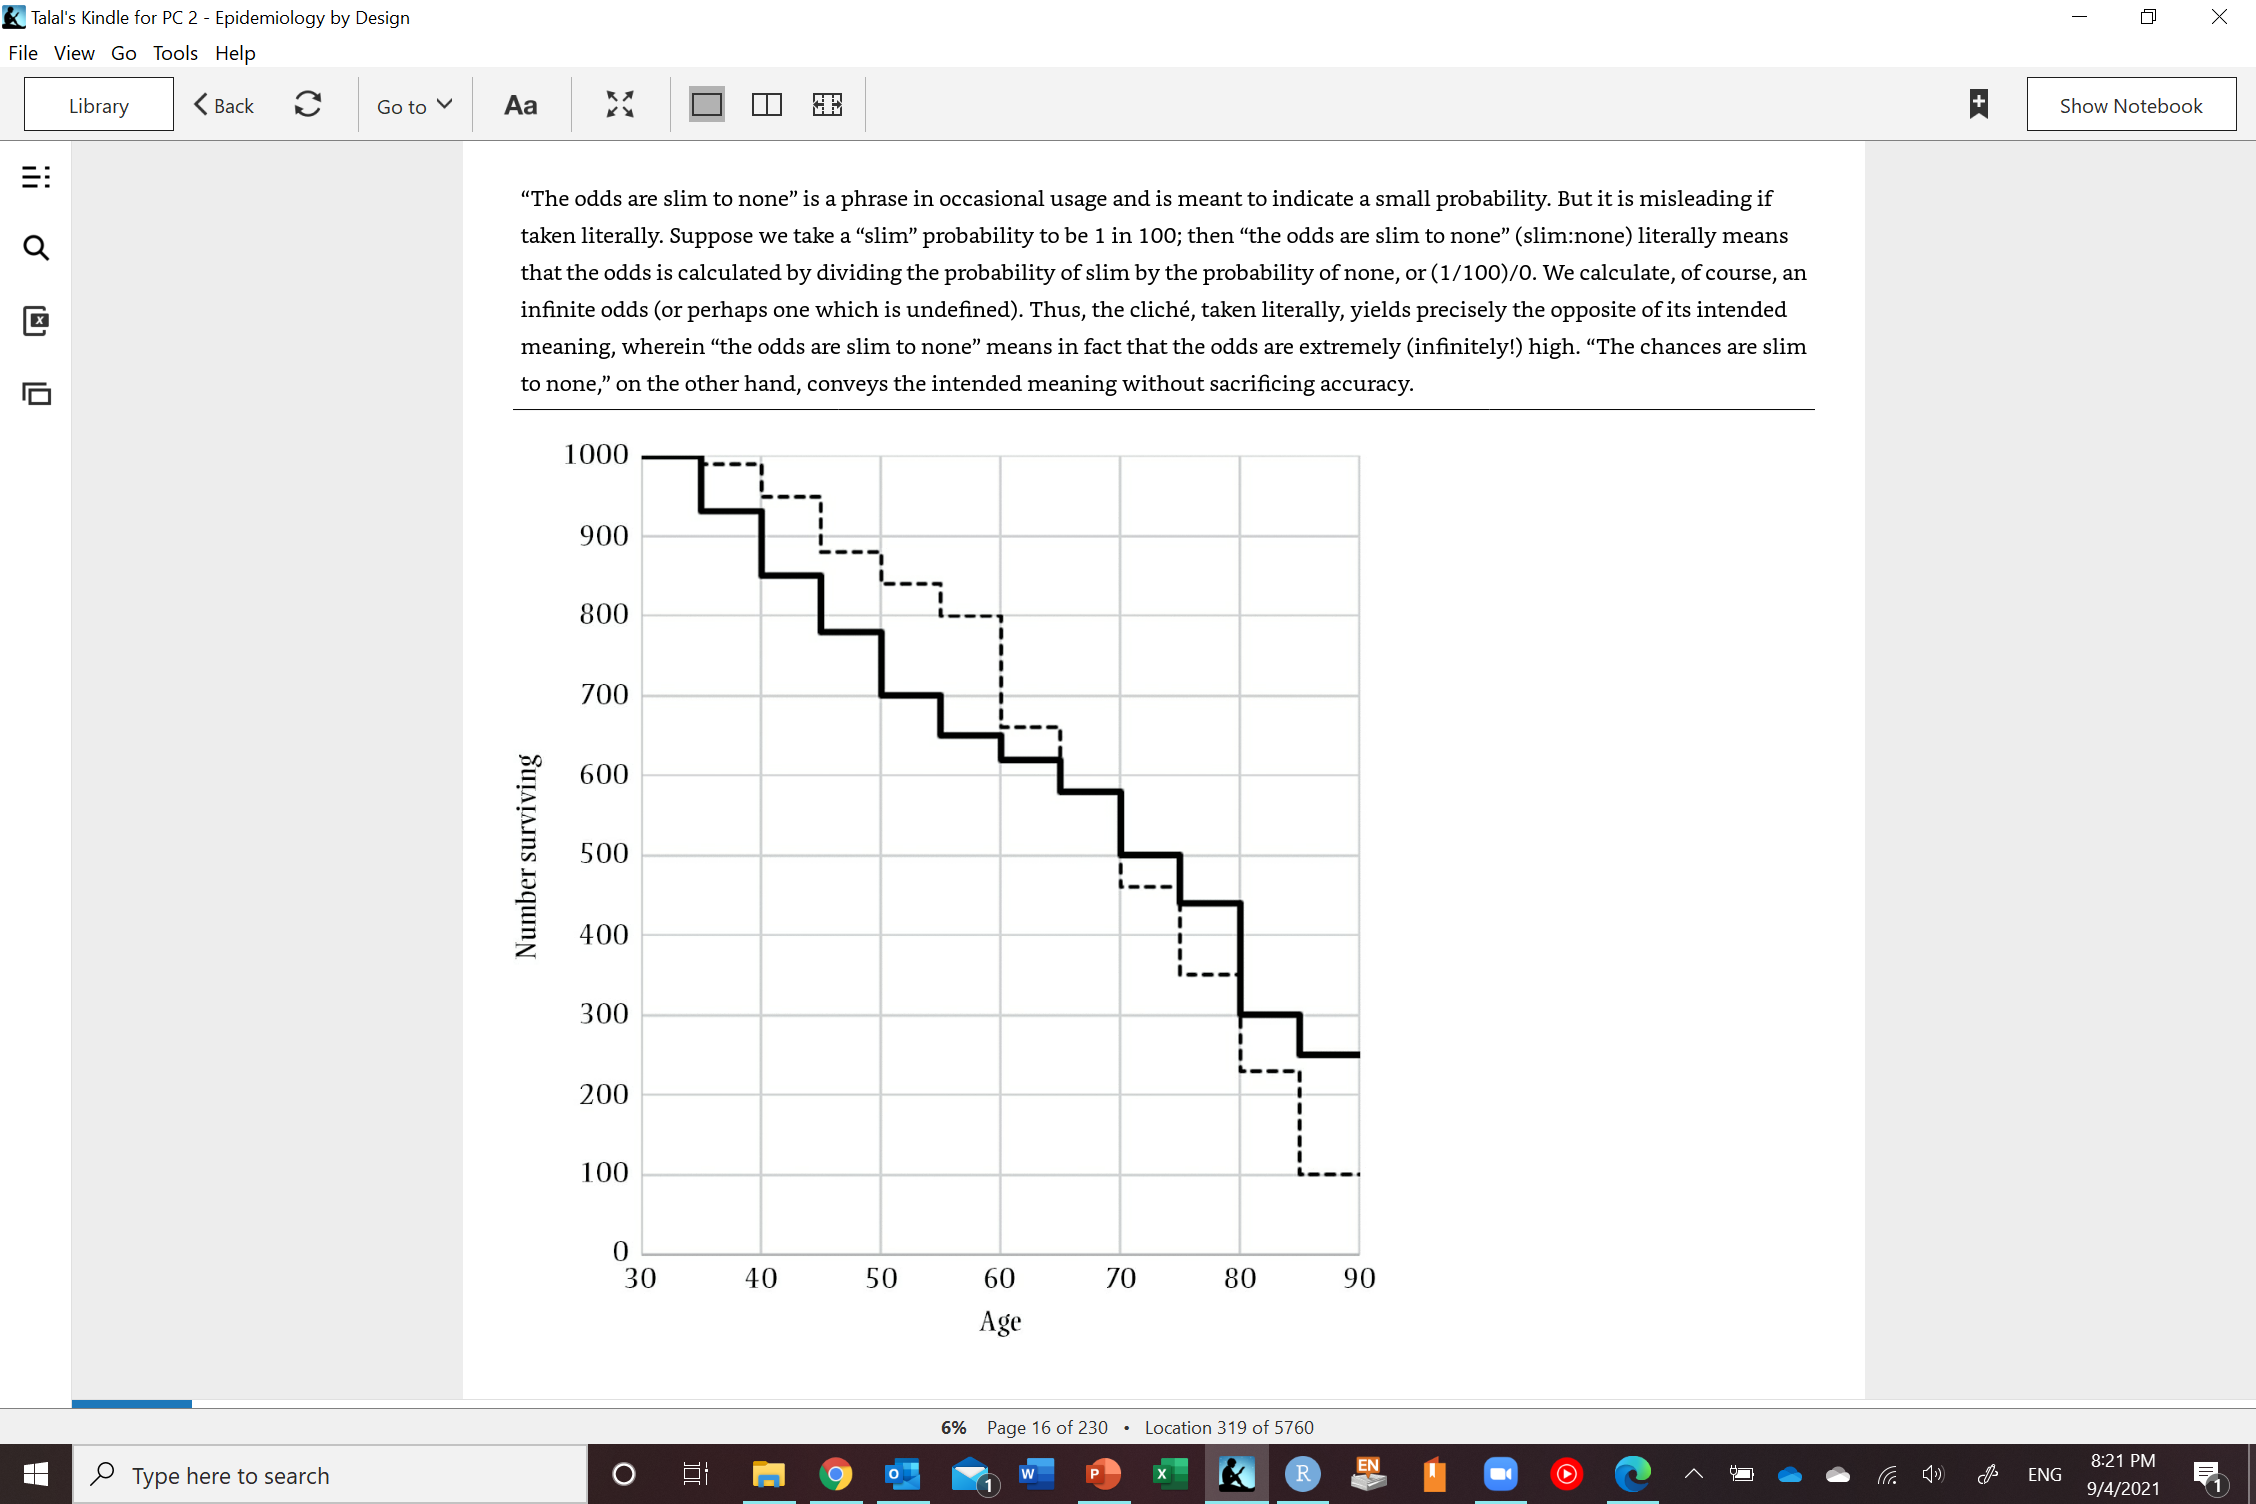 Talal's Kindle for PC 2 - Epidemiology by Design
File View Go Tools Help
Library
Back
Go to
Aa
Show Notebook
“The odds are slim to none” is a phrase in occasional usage and is meant to indicate a small probability. But it is misleading if
taken literally. Suppose we take a “slim” probability to be 1 in 100; then “the odds are slim to none” (slim:none) literally means
that the odds is calculated by dividing the probability of slim by the probability of none, or (1/100)/0. We calculate, of course, an
infinite odds (or perhaps one which is undefined). Thus, the cliché, taken literally, yields precisely the opposite of its intended
meaning, wherein “the odds are slim to none” means in fact that the odds are extremely (infinitely!) high. “The chances are slim
to none,” on the other hand, conveys the intended meaning without sacrificing accuracy.
1000
900
800
700
600
500
400
300
200
100
0
Number surviving
30 40 50 60 70 80 90
Age
6% Page 16 of 230 • Location 319 of 5760
Type here to search
O
1
W
P
X
R
EN
ENG
8:21 PM
9/4/2021
1